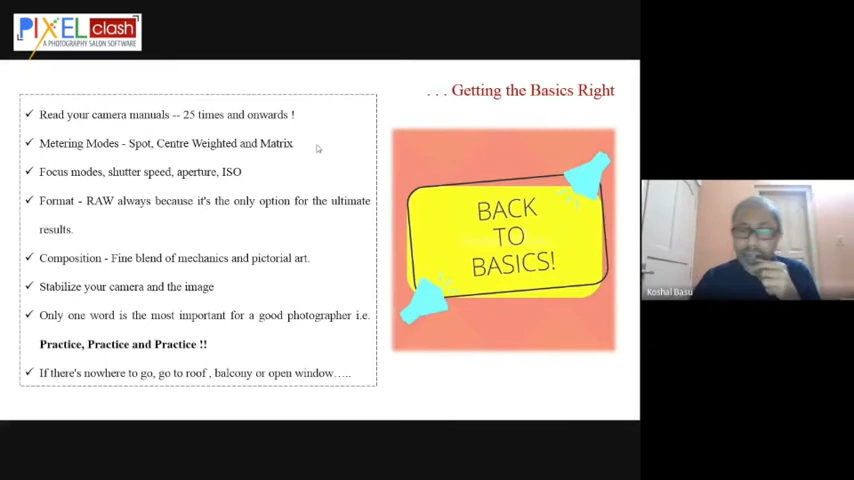 PIXEL clash
A PHOTOGRAPHY SALON SOFTWARE
. . . Getting the Basics Right
✓ Read your camera manuals -- 25 times and onwards !
✓ Metering Modes - Spot, Centre Weighted and Matrix
✓ Focus modes, shutter speed, aperture, ISO
✓ Format - RAW always because it's the only option for the ultimate
results.
✓ Composition - Fine blend of mechanics and pictorial art.
✓ Stabilize your camera and the image
✓ Only one word is the most important for a good photographer i.e.
Practice, Practice and Practice !!
✓ If there's nowhere to go, go to roof , balcony or open window…..
BACK
TO
BASICS!
Koshal Basu